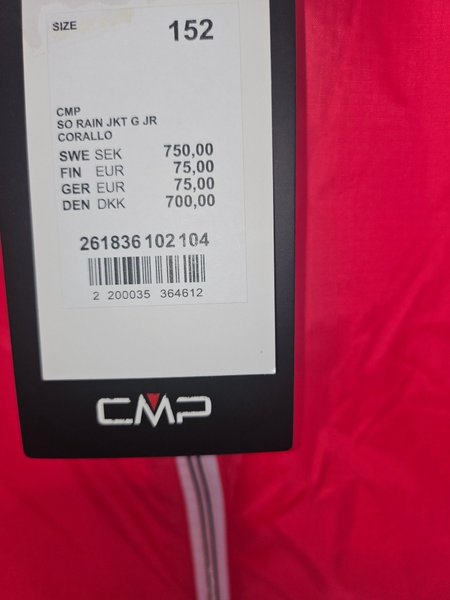 SIZE 152
CMP
SO RAIN JKT G JR
CORALLO
SWE SEK 750,00
FIN EUR 75,00
GER EUR 75,00
DEN DKK 700,00
261836 102 104
2 200035 364612
CMP